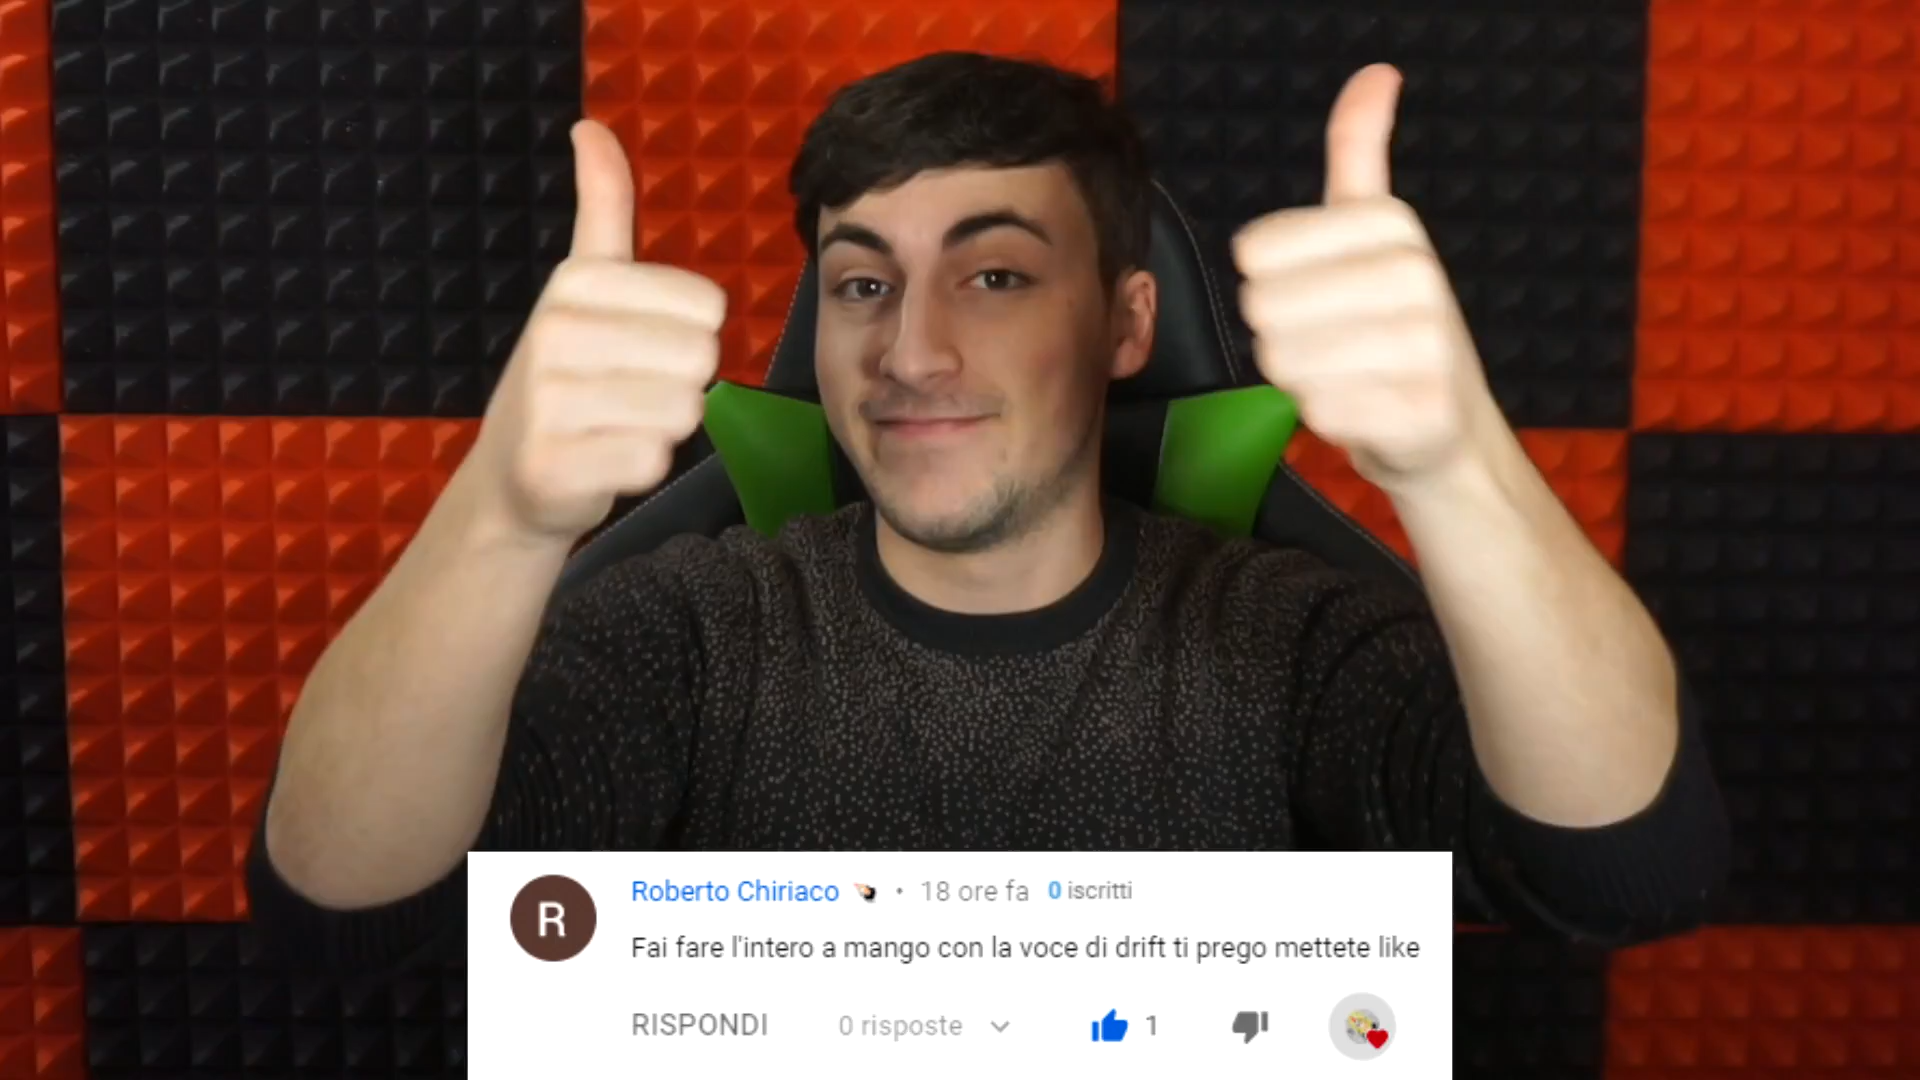 R
Roberto Chiriaco • 18 ore fa 0 iscritti
Fai fare l'intero a mango con la voce di drift ti prego mettete like
RISPONDI 0 risposte 1